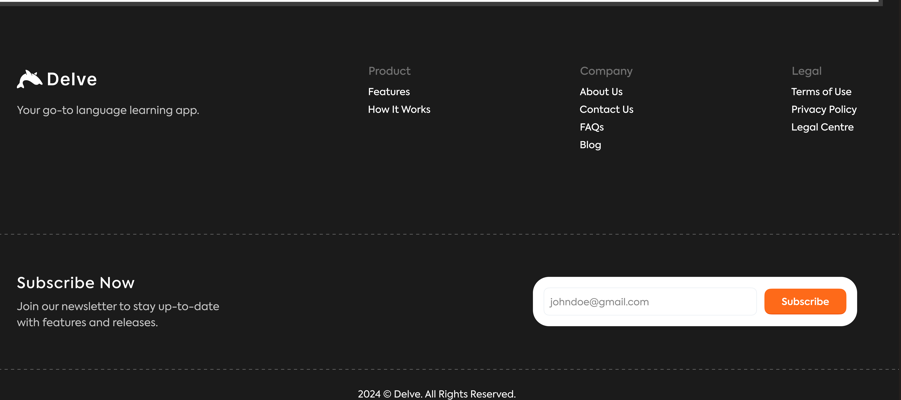 Delve
Your go-to language learning app.
Product
Features
How It Works
Company
About Us
Contact Us
FAQs
Blog
Legal
Terms of Use
Privacy Policy
Legal Centre
Subscribe Now
Join our newsletter to stay up-to-date
with features and releases.
johndoe@gmail.com
Subscribe
2024 © Delve. All Rights Reserved.